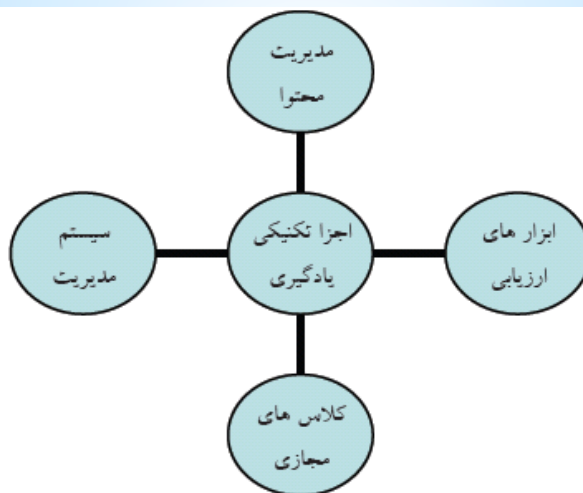 مدیریت
محتوا
ابزار های
ارزیابی
اجزا تکنیکی
یادگیری
سیستم
مدیریت
کلاس های
مجازی